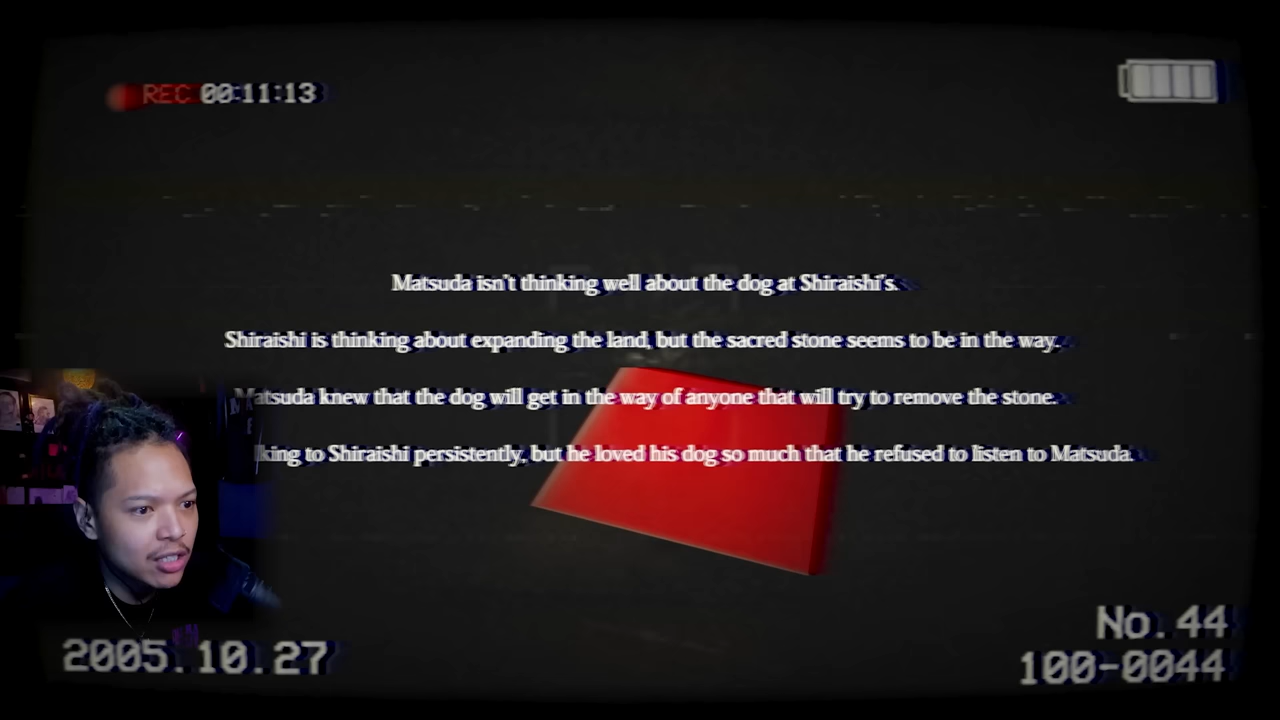 REC 00:11:13
Matsuda isn't thinking well about the dog at Shiraishi's.
Shiraishi is thinking about expanding the land, but the sacred stone seems to be in the way.
Matsuda knew that the dog will get in the way of anyone that will try to remove the stone.
to Shiraishi persistently, but he loved his dog so much that he refused to listen to Matsuda.
No.44
2005.10.27
100-0044